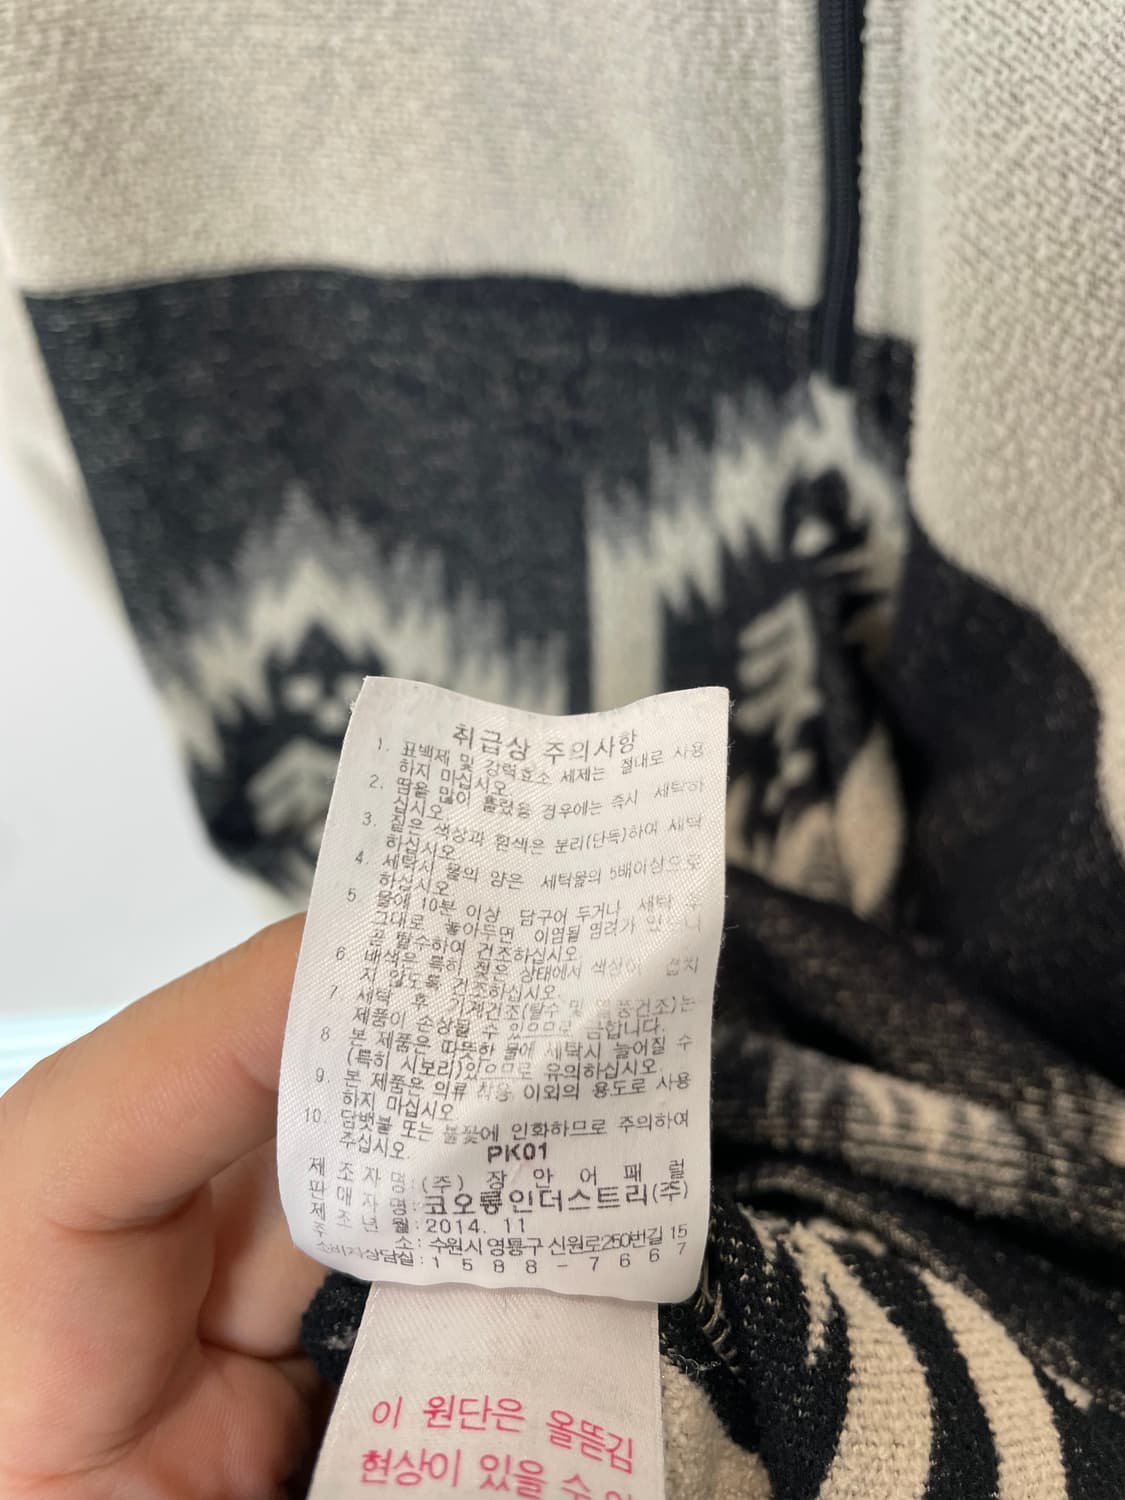 취급상 주의사항
1. 표백제 및 강력효소 세제는 절대로 사용
하지 마십시오.
2. 땀을 많이 흘렸을 경우에는 즉시 세탁하
십시오.
3. 짙은 색상과 흰색은 분리(단독)하여 세탁
하십시오.
4. 세탁시 물의 양은 세탁물의 5배이상으로
하십시오
5. 물에 10분 이상 담구어 두거나 세탁 후
그대로 놓아두면 이염될 염려가 있으니
곧 탈수하여 건조하십시오.
6 배색은 특히 젖은 상태에서 색상이 겹치
지 않도록 건조하십시오.
7. 세탁 후 기계건조(탈수 및 열풍건조)는
제품이 손상될 수 있으므로 금합니다.
8 본 제품은 따뜻한 물에 세탁시 늘어질 수
(특히 시보리)있으므로 유의하십시오.
9. 본 제품은 의류 착용 이외의 용도로 사용
하지 마십시오
10. 담뱃불 또는 불꽃에 인화하므로 주의하여
주십시오.
PK01
제 조 자 명 : (주) 장 안 어 패 럴
판 매 자 명 : 코오롱인더스트리(주)
제 조 년 월 : 2014. 11
주 소 : 수원시 영통구 신원로250번길 15
소비자상담실 : 1 5 8 8 - 7 6 6 7
이 원단은 올뜯김
현상이 있을 수